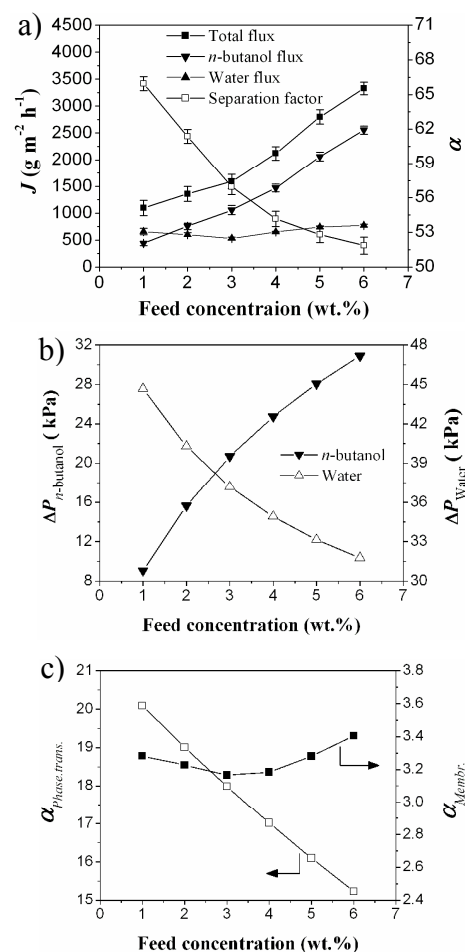 a)
Total flux
n-butanol flux
Water flux
Separation factor
J (g m⁻² h⁻¹)
4500
4000
3500
3000
2500
2000
1500
1000
500
0
α
71
68
65
62
59
56
53
50
0 1 2 3 4 5 6 7
Feed concentraion (wt.%)
b)
n-butanol
Water
ΔP n-butanol ( kPa)
32
28
24
20
16
12
8
ΔP Water ( kPa)
48
45
42
39
36
33
30
0 1 2 3 4 5 6 7
Feed concentration (wt.%)
c)
α Phase.trans.
21
20
19
18
17
16
15
α Membr.
3.8
3.6
3.4
3.2
3.0
2.8
2.6
2.4
0 1 2 3 4 5 6 7
Feed concentration (wt.%)